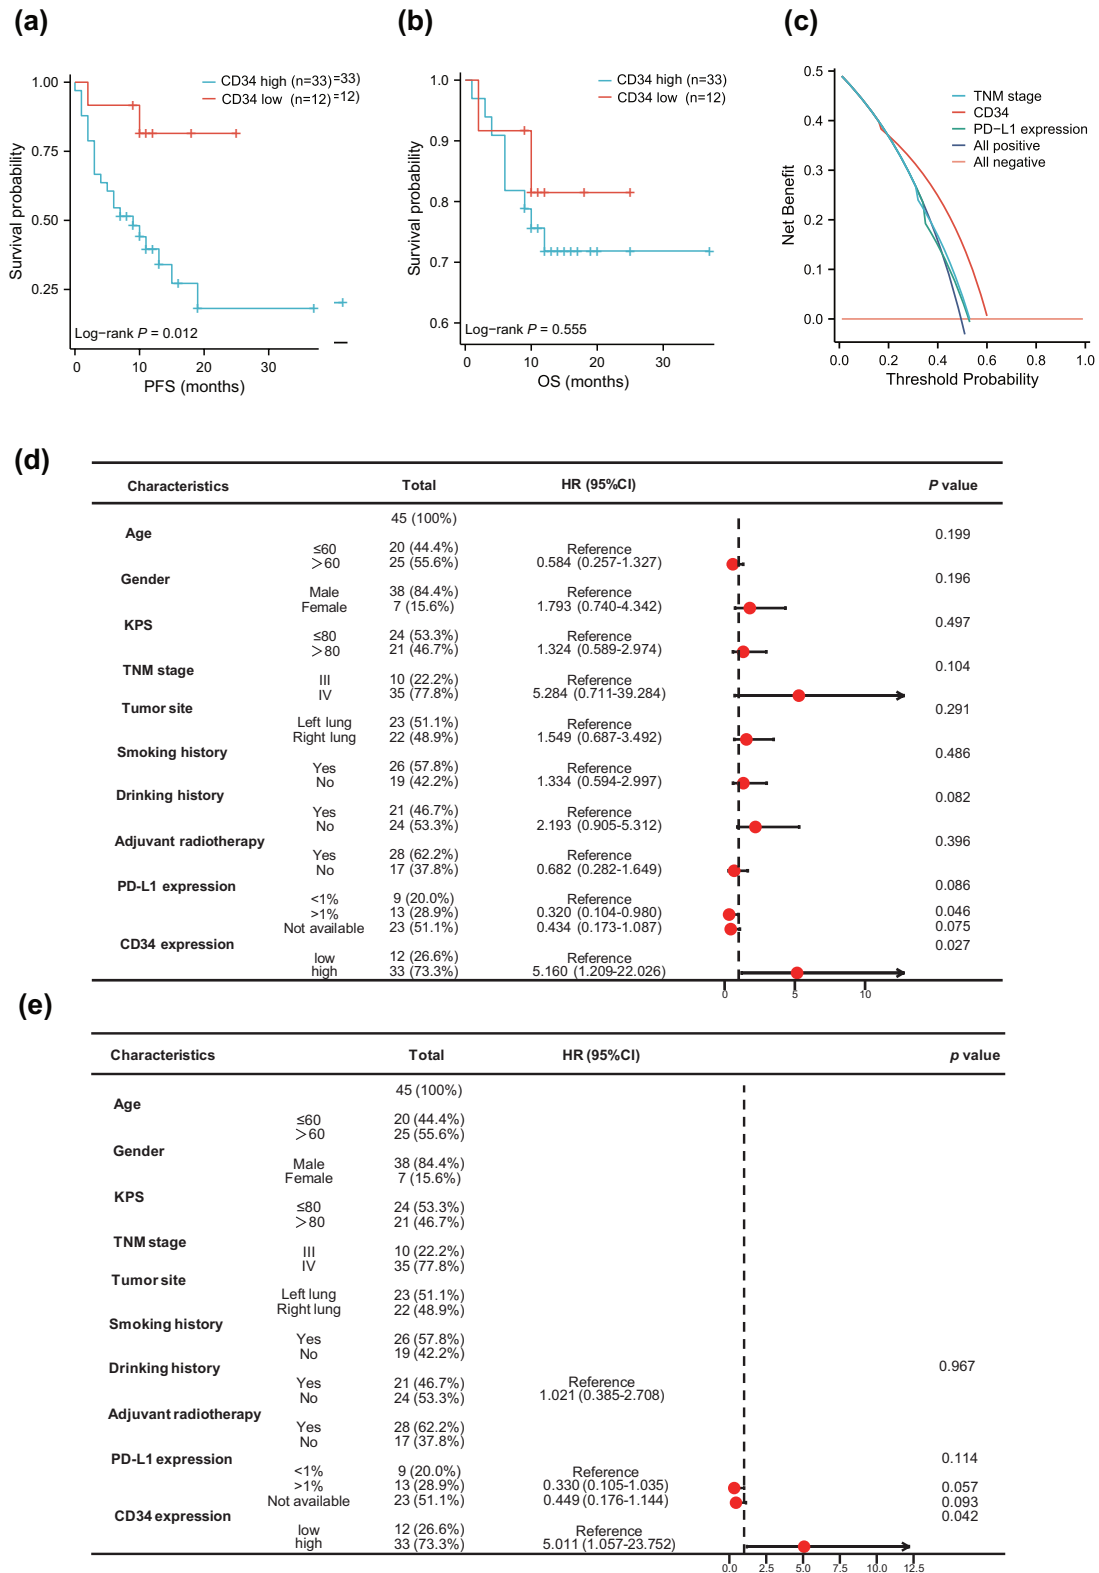 (a)
CD34 high (n=33)=33)
CD34 low (n=12)=12)
1.00
0.75
0.50
0.25
Survival probability
Log-rank P = 0.012
0 10 20 30
PFS (months)
(b)
CD34 high (n=33)
CD34 low (n=12)
1.0
0.9
0.8
0.7
0.6
Survival probability
Log-rank P = 0.555
0 10 20 30
OS (months)
(c)
TNM stage
CD34
PD-L1 expression
All positive
All negative
0.5
0.4
0.3
0.2
0.1
0.0
Net Benefit
0.0 0.2 0.4 0.6 0.8 1.0
Threshold Probability
(d)
Characteristics Total HR (95%CI) P value
45 (100%)
Age 0.199
≤60 20 (44.4%) Reference
>60 25 (55.6%) 0.584 (0.257-1.327)
Gender 0.196
Male 38 (84.4%) Reference
Female 7 (15.6%) 1.793 (0.740-4.342)
KPS 0.497
≤80 24 (53.3%) Reference
>80 21 (46.7%) 1.324 (0.589-2.974)
TNM stage 0.104
III 10 (22.2%) Reference
IV 35 (77.8%) 5.284 (0.711-39.284)
Tumor site 0.291
Left lung 23 (51.1%) Reference
Right lung 22 (48.9%) 1.549 (0.687-3.492)
Smoking history 0.486
Yes 26 (57.8%) Reference
No 19 (42.2%) 1.334 (0.594-2.997)
Drinking history 0.082
Yes 21 (46.7%) Reference
No 24 (53.3%) 2.193 (0.905-5.312)
Adjuvant radiotherapy 0.396
Yes 28 (62.2%) Reference
No 17 (37.8%) 0.682 (0.282-1.649)
PD-L1 expression 0.086
<1% 9 (20.0%) Reference
>1% 13 (28.9%) 0.320 (0.104-0.980) 0.046
Not available 23 (51.1%) 0.434 (0.173-1.087) 0.075
CD34 expression 0.027
low 12 (26.6%) Reference
high 33 (73.3%) 5.160 (1.209-22.026)
0 5 10
(e)
Characteristics Total HR (95%CI) p value
45 (100%)
Age
≤60 20 (44.4%)
>60 25 (55.6%)
Gender
Male 38 (84.4%)
Female 7 (15.6%)
KPS
≤80 24 (53.3%)
>80 21 (46.7%)
TNM stage
III 10 (22.2%)
IV 35 (77.8%)
Tumor site
Left lung 23 (51.1%)
Right lung 22 (48.9%)
Smoking history
Yes 26 (57.8%)
No 19 (42.2%)
Drinking history 0.967
Yes 21 (46.7%) Reference
No 24 (53.3%) 1.021 (0.385-2.708)
Adjuvant radiotherapy
Yes 28 (62.2%)
No 17 (37.8%)
PD-L1 expression 0.114
<1% 9 (20.0%) Reference
>1% 13 (28.9%) 0.330 (0.105-1.035) 0.057
Not available 23 (51.1%) 0.449 (0.176-1.144) 0.093
CD34 expression 0.042
low 12 (26.6%) Reference
high 33 (73.3%) 5.011 (1.057-23.752)
0.0 2.5 5.0 7.5 10.0 12.5